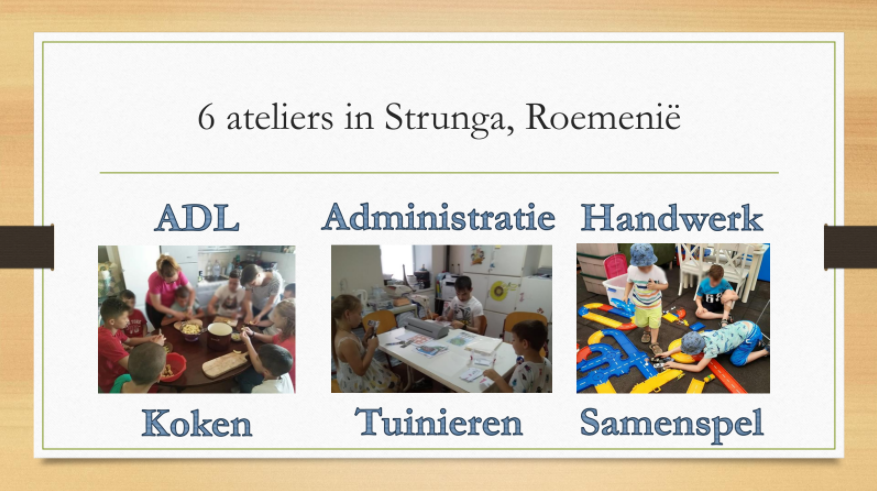 6 ateliers in Strunga, Roemenië
ADL Administratie Handwerk
Koken Tuinieren Samenspel